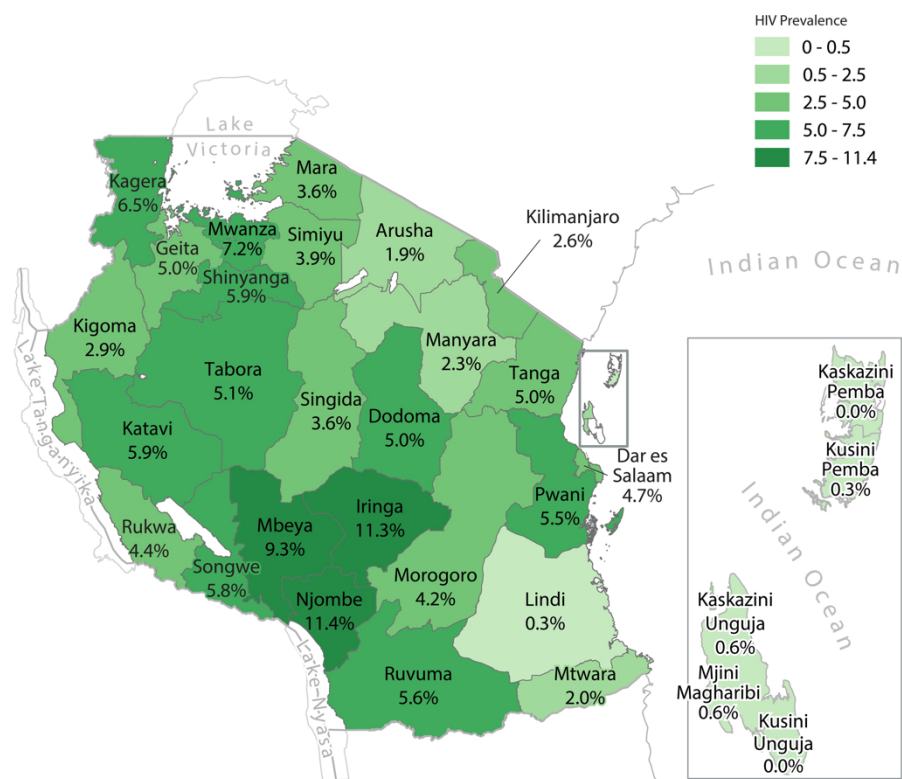 HIV Prevalence
0 - 0.5
0.5 - 2.5
2.5 - 5.0
5.0 - 7.5
7.5 - 11.4
Lake
Victoria
Kagera
6.5%
Mara
3.6%
Mwanza
7.2%
Simiyu
3.9%
Arusha
1.9%
Kilimanjaro
2.6%
Geita
5.0%
Shinyanga
5.9%
Indian Ocean
Kigoma
2.9%
Manyara
2.3%
Tabora
5.1%
Singida
3.6%
Dodoma
5.0%
Tanga
5.0%
Lake Tanganyika
Katavi
5.9%
Dar es
Salaam
4.7%
Pwani
5.5%
Iringa
11.3%
Mbeya
9.3%
Rukwa
4.4%
Songwe
5.8%
Njombe
11.4%
Morogoro
4.2%
Lindi
0.3%
Lake Nyasa
Ruvuma
5.6%
Mtwara
2.0%
Kaskazini
Pemba
0.0%
Kusini
Pemba
0.3%
Indian Ocean
Kaskazini
Unguja
0.6%
Mjini
Magharibi
0.6%
Kusini
Unguja
0.0%